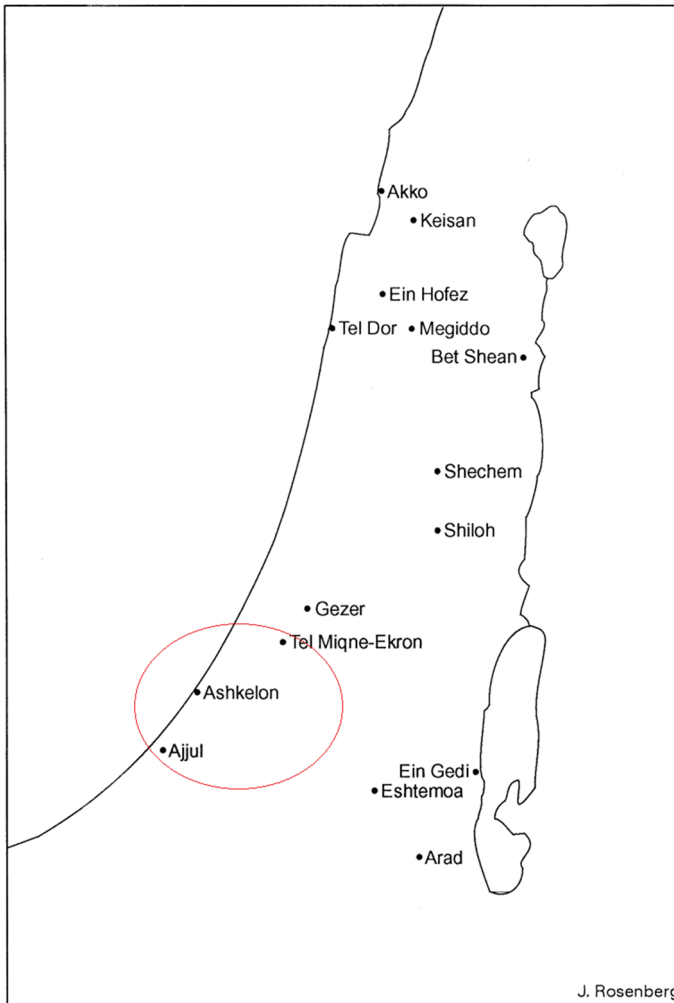 Akko
Keisan
Ein Hofez
Tel Dor
Megiddo
Bet Shean
Shechem
Shiloh
Gezer
Tel Miqne-Ekron
Ashkelon
Ajjul
Ein Gedi
Eshtemoa
Arad
J. Rosenberg